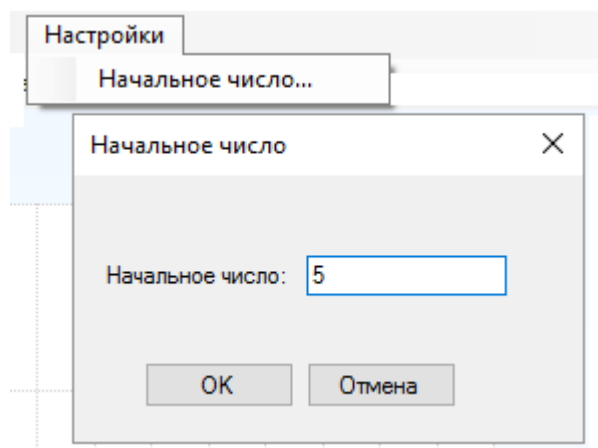 Настройки
Начальное число...
Начальное число
Начальное число: 5
OK Отмена